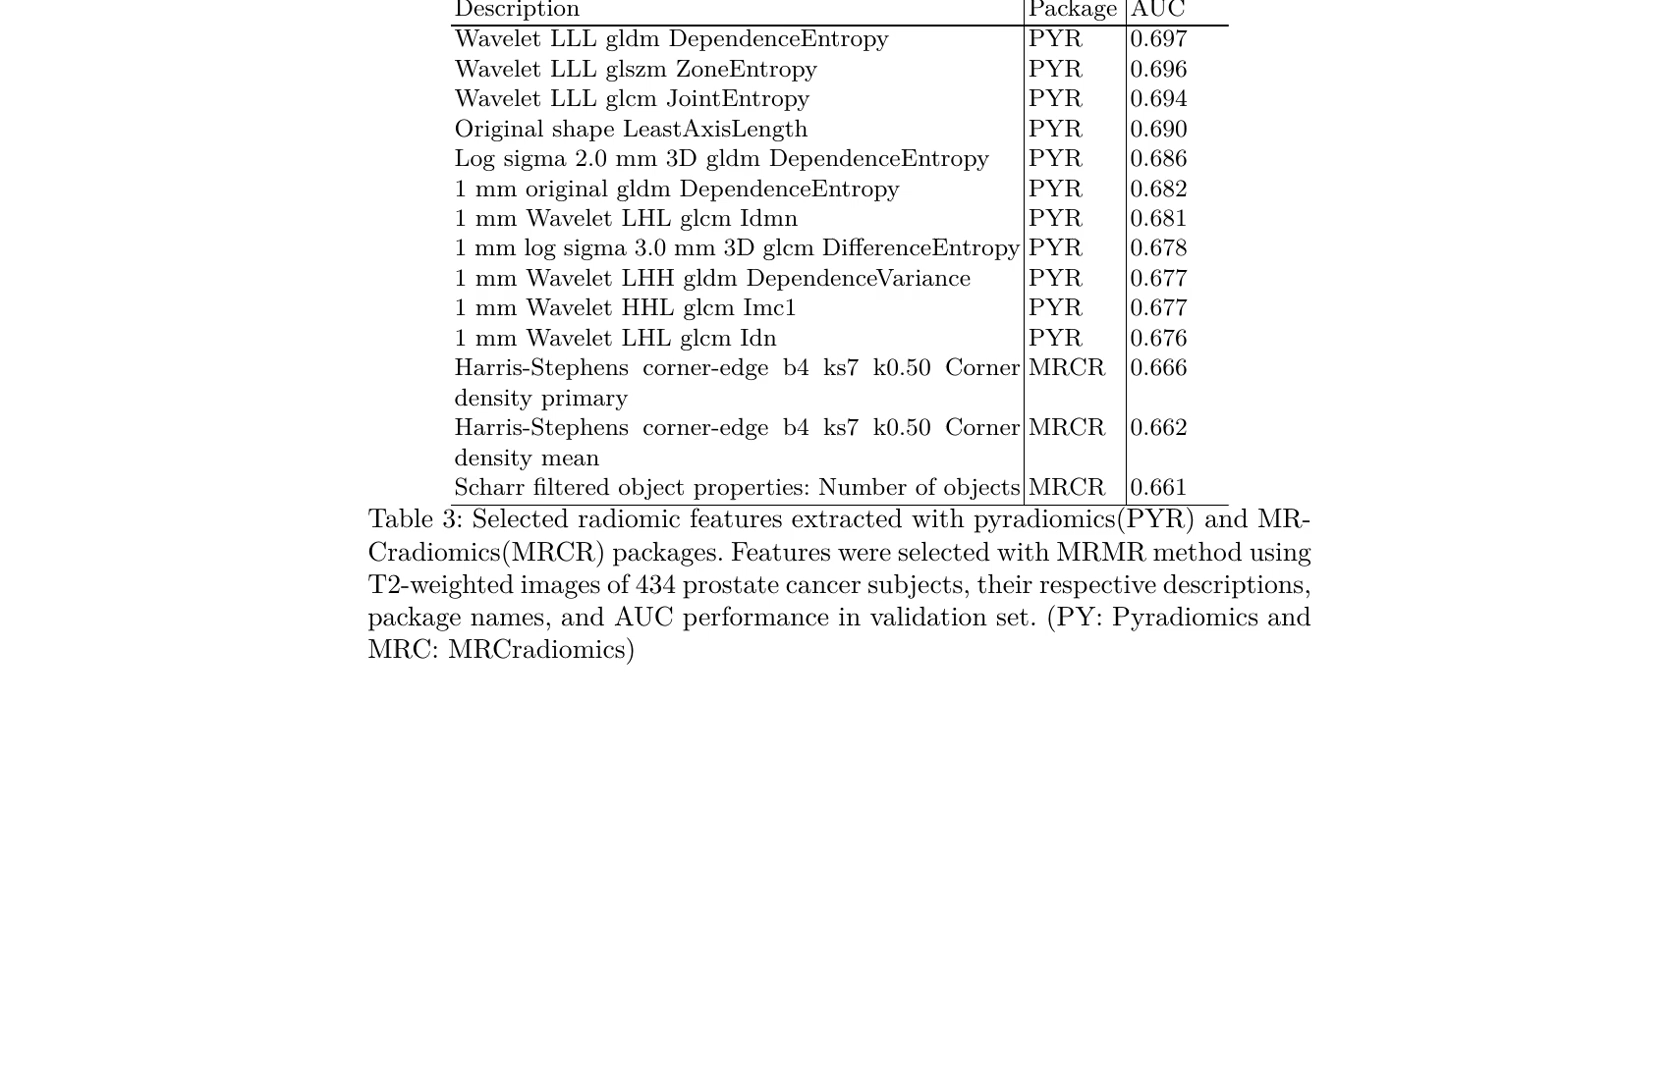 Description Package AUC
Wavelet LLL gldm DependenceEntropy PYR 0.697
Wavelet LLL glszm ZoneEntropy PYR 0.696
Wavelet LLL glcm JointEntropy PYR 0.694
Original shape LeastAxisLength PYR 0.690
Log sigma 2.0 mm 3D gldm DependenceEntropy PYR 0.686
1 mm original gldm DependenceEntropy PYR 0.682
1 mm Wavelet LHL glcm Idmn PYR 0.681
1 mm log sigma 3.0 mm 3D glcm DifferenceEntropy PYR 0.678
1 mm Wavelet LHH gldm DependenceVariance PYR 0.677
1 mm Wavelet HHL glcm Imc1 PYR 0.677
1 mm Wavelet LHL glcm Idn PYR 0.676
Harris-Stephens corner-edge b4 ks7 k0.50 Corner MRCR 0.666
density primary
Harris-Stephens corner-edge b4 ks7 k0.50 Corner MRCR 0.662
density mean
Scharr filtered object properties: Number of objects MRCR 0.661
Table 3: Selected radiomic features extracted with pyradiomics(PYR) and MR-
Cradiomics(MRCR) packages. Features were selected with MRMR method using
T2-weighted images of 434 prostate cancer subjects, their respective descriptions,
package names, and AUC performance in validation set. (PY: Pyradiomics and
MRC: MRCradiomics)